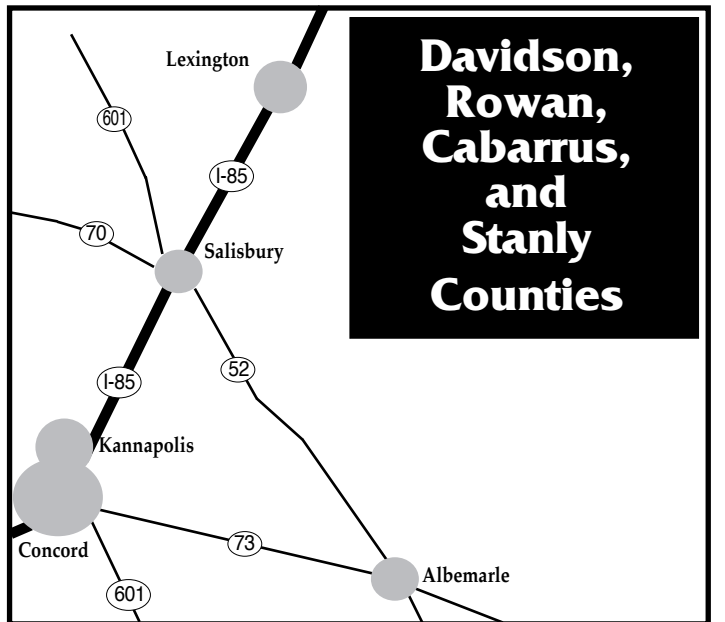 Davidson,
Rowan,
Cabarrus,
and
Stanly
Counties
Lexington
601
I-85
70
Salisbury
52
I-85
Kannapolis
73
Concord
Albemarle
601